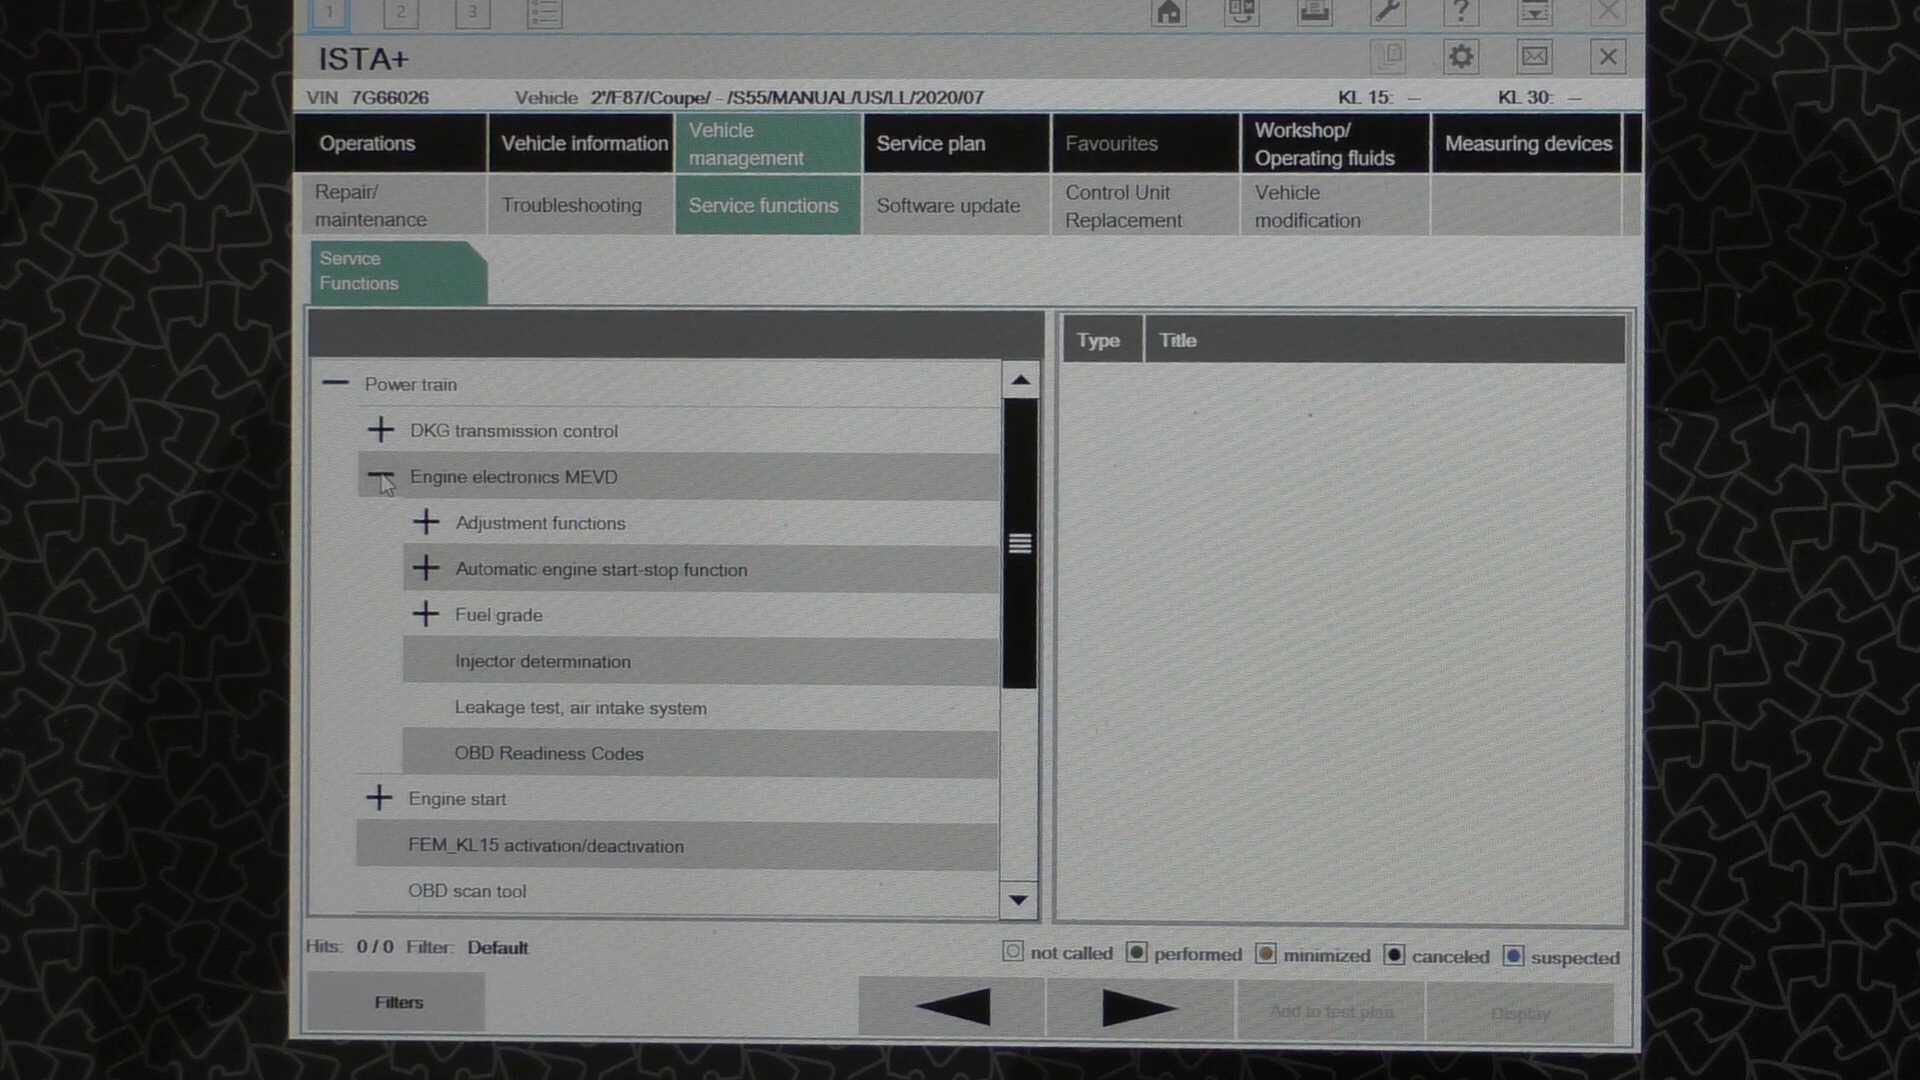 1 2 3 ?
ISTA+
VIN 7G66026 Vehicle 2'/F87/Coupe/ - /S55/MANUAL/US/LL/2020/07 KL 15: — KL 30: —
Operations
Vehicle information
Vehicle
management
Service plan
Favourites
Workshop/
Operating fluids
Measuring devices
Repair/
maintenance
Troubleshooting
Service functions
Software update
Control Unit
Replacement
Vehicle
modification
Service
Functions
Type Title
Power train
DKG transmission control
Engine electronics MEVD
Adjustment functions
Automatic engine start-stop function
Fuel grade
Injector determination
Leakage test, air intake system
OBD Readiness Codes
Engine start
FEM_KL15 activation/deactivation
OBD scan tool
Hits: 0 / 0 Filter: Default
not called performed minimized canceled suspected
Filters
Add to test plan
Display